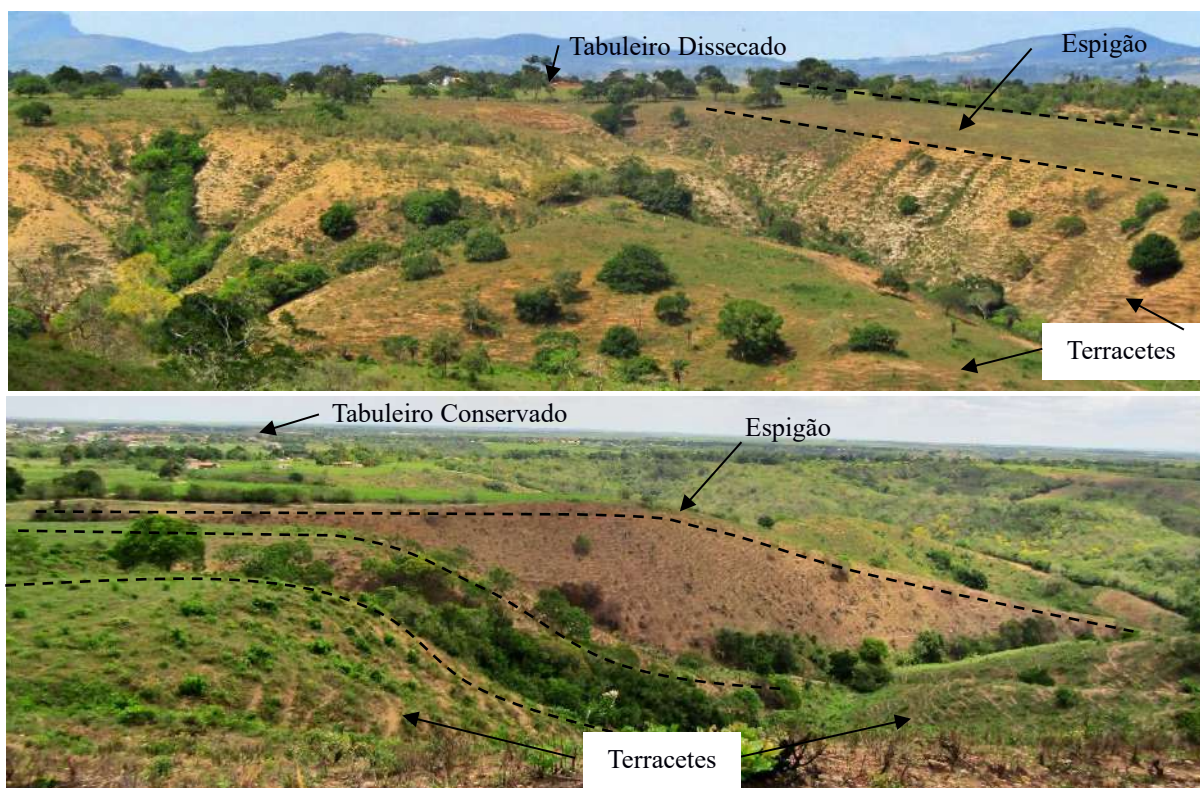 Tabuleiro Dissecado
Espigão
Terracetes
Tabuleiro Conservado
Espigão
Terracetes